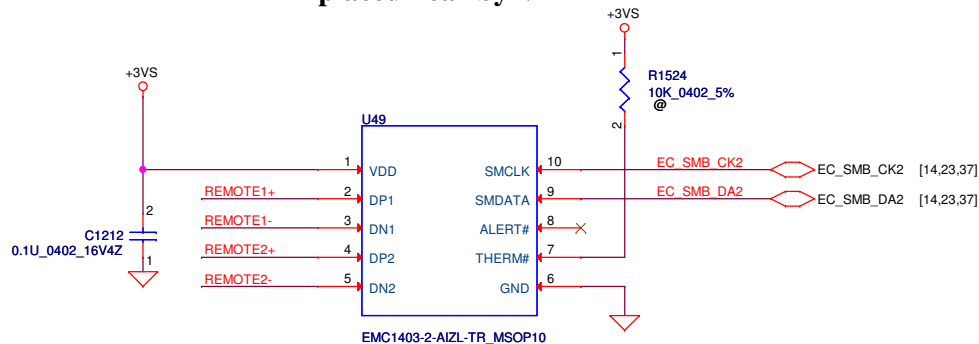 +3VS
+3VS
1
R1524
10K_0402_5%
@
2
U49
1 VDD SMCLK 10 EC_SMB_CK2 EC_SMB_CK2 [14,23,37]
REMOTE1+ 2 DP1 SMDATA 9 EC_SMB_DA2 EC_SMB_DA2 [14,23,37]
REMOTE1- 3 DN1 ALERT# 8
REMOTE2+ 4 DP2 THERM# 7
REMOTE2- 5 DN2 GND 6
2
C1212
0.1U_0402_16V4Z
1
EMC1403-2-AIZL-TR_MSOP10